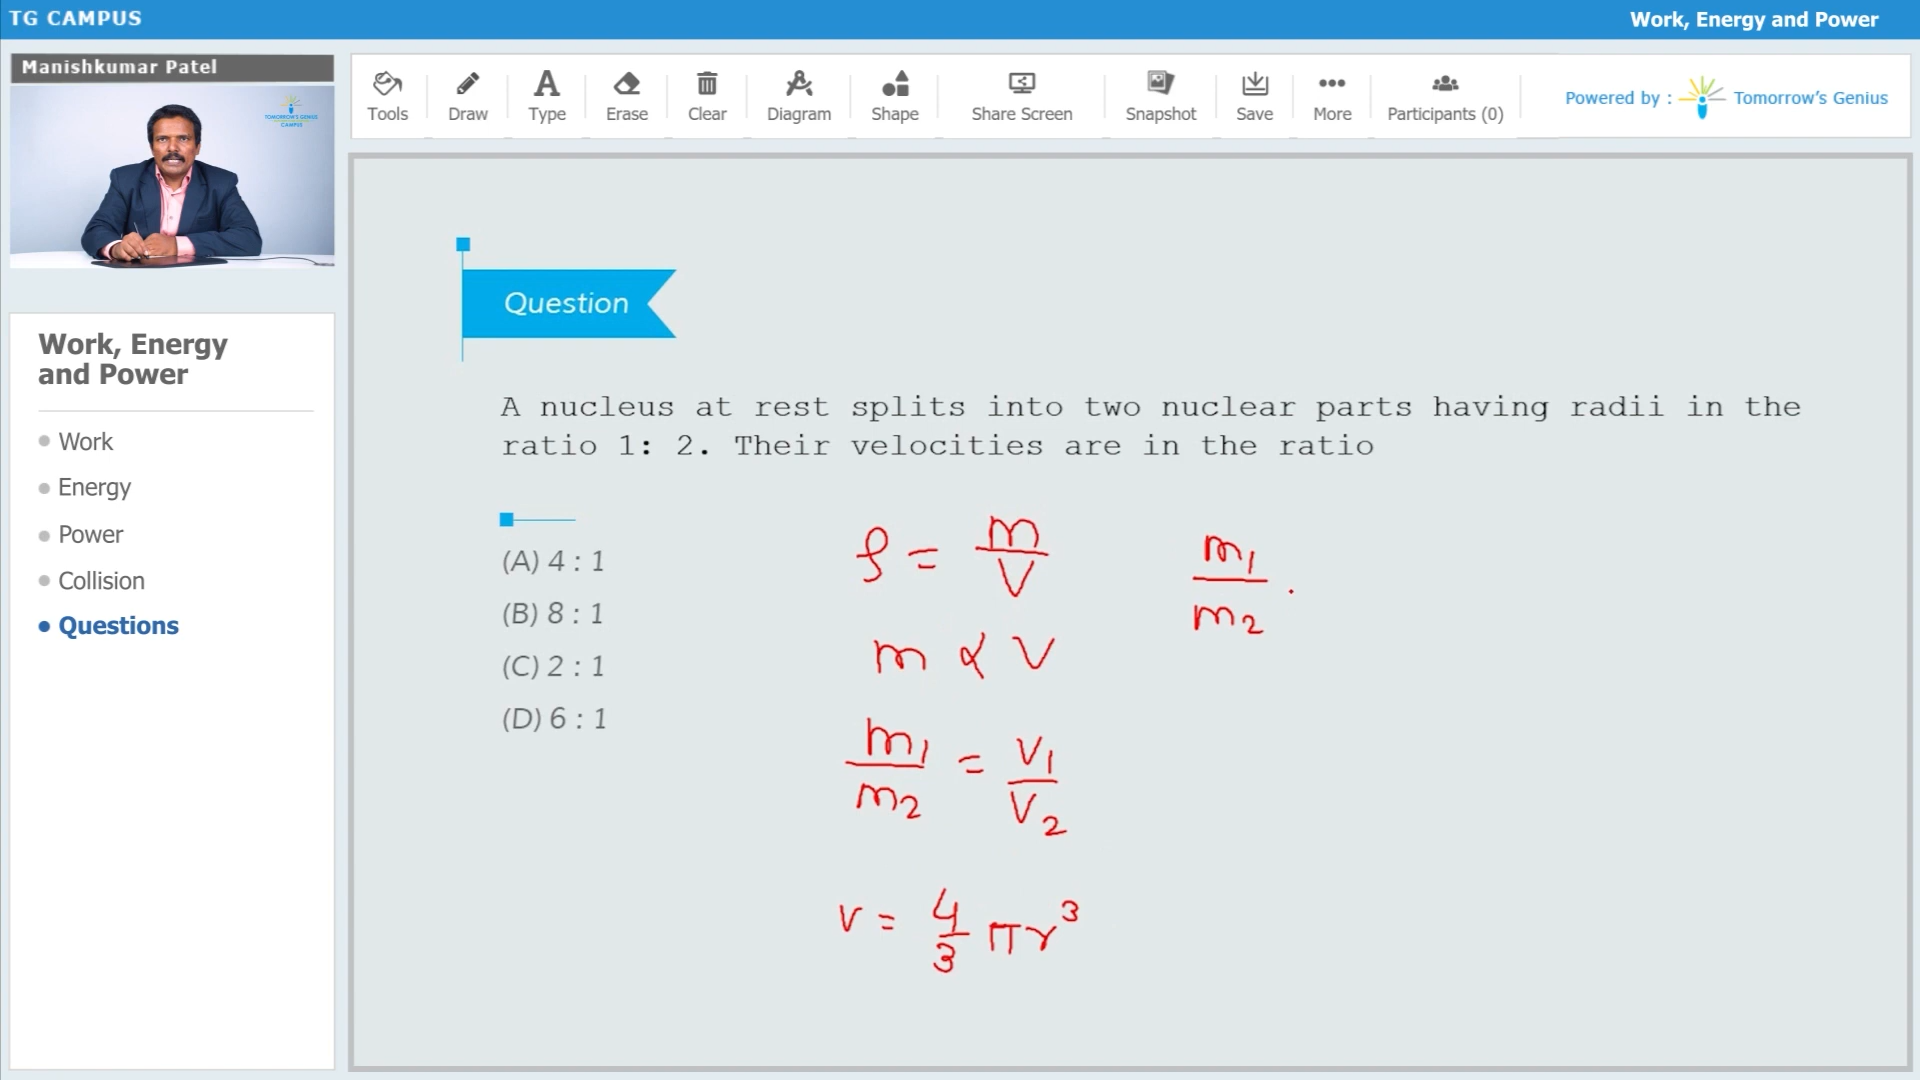 TG CAMPUS
Work, Energy and Power
Manishkumar Patel
TOMORROW'S GENIUS
CAMPUS
Tools
Draw
Type
Erase
Clear
Diagram
Shape
Share Screen
Snapshot
Save
More
Participants (0)
Powered by : Tomorrow's Genius
Work, Energy
and Power
Work
Energy
Power
Collision
Questions
Question
A nucleus at rest splits into two nuclear parts having radii in the
ratio 1: 2. Their velocities are in the ratio
(A) 4 : 1
(B) 8 : 1
(C) 2 : 1
(D) 6 : 1
ρ = m/V
m ∝ V
m₁/m₂ = V₁/V₂
V = 4/3 πr³
m₁/m₂